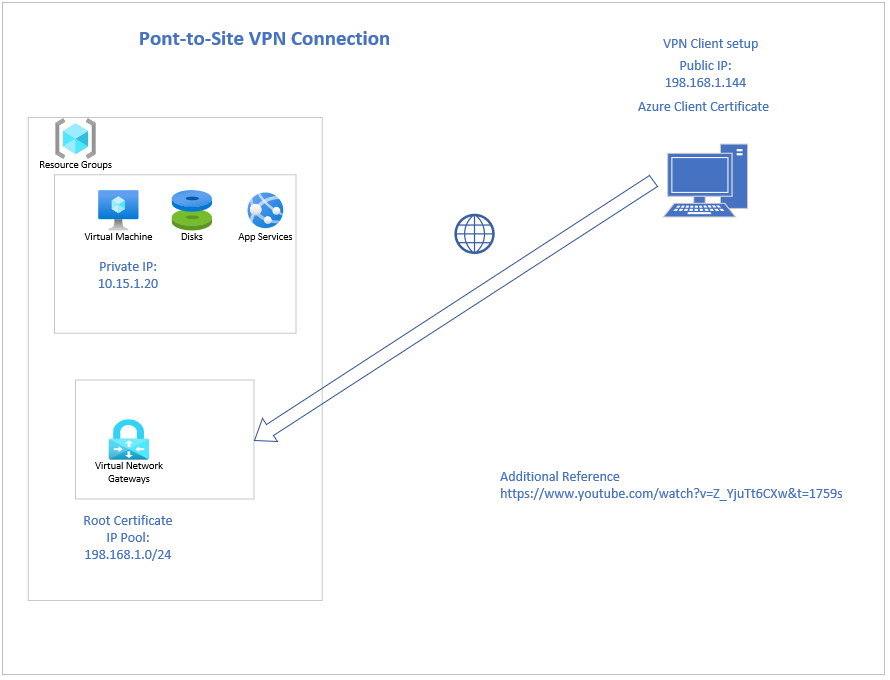 Pont-to-Site VPN Connection
VPN Client setup
Public IP:
198.168.1.144
Azure Client Certificate
Resource Groups
Virtual Machine
Disks
App Services
Private IP:
10.15.1.20
Virtual Network
Gateways
Root Certificate
IP Pool:
198.168.1.0/24
Additional Reference
https://www.youtube.com/watch?v=Z_YjuTt6CXw&t=1759s